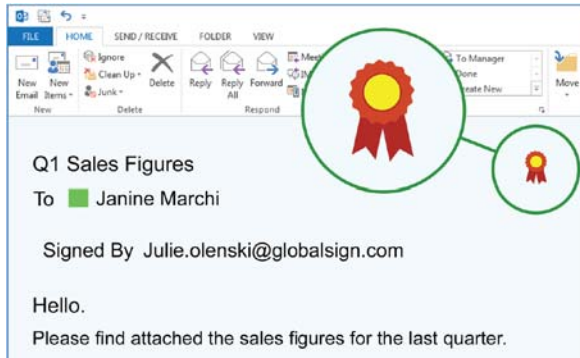 FILE HOME SEND / RECEIVE FOLDER VIEW
Ignore
Clean Up
Junk
Delete
Reply
Reply All
Forward
To Manager
Done
Create New
Move
New Email
New Items
New Delete Respond
Q1 Sales Figures
To Janine Marchi
Signed By Julie.olenski@globalsign.com
Hello.
Please find attached the sales figures for the last quarter.